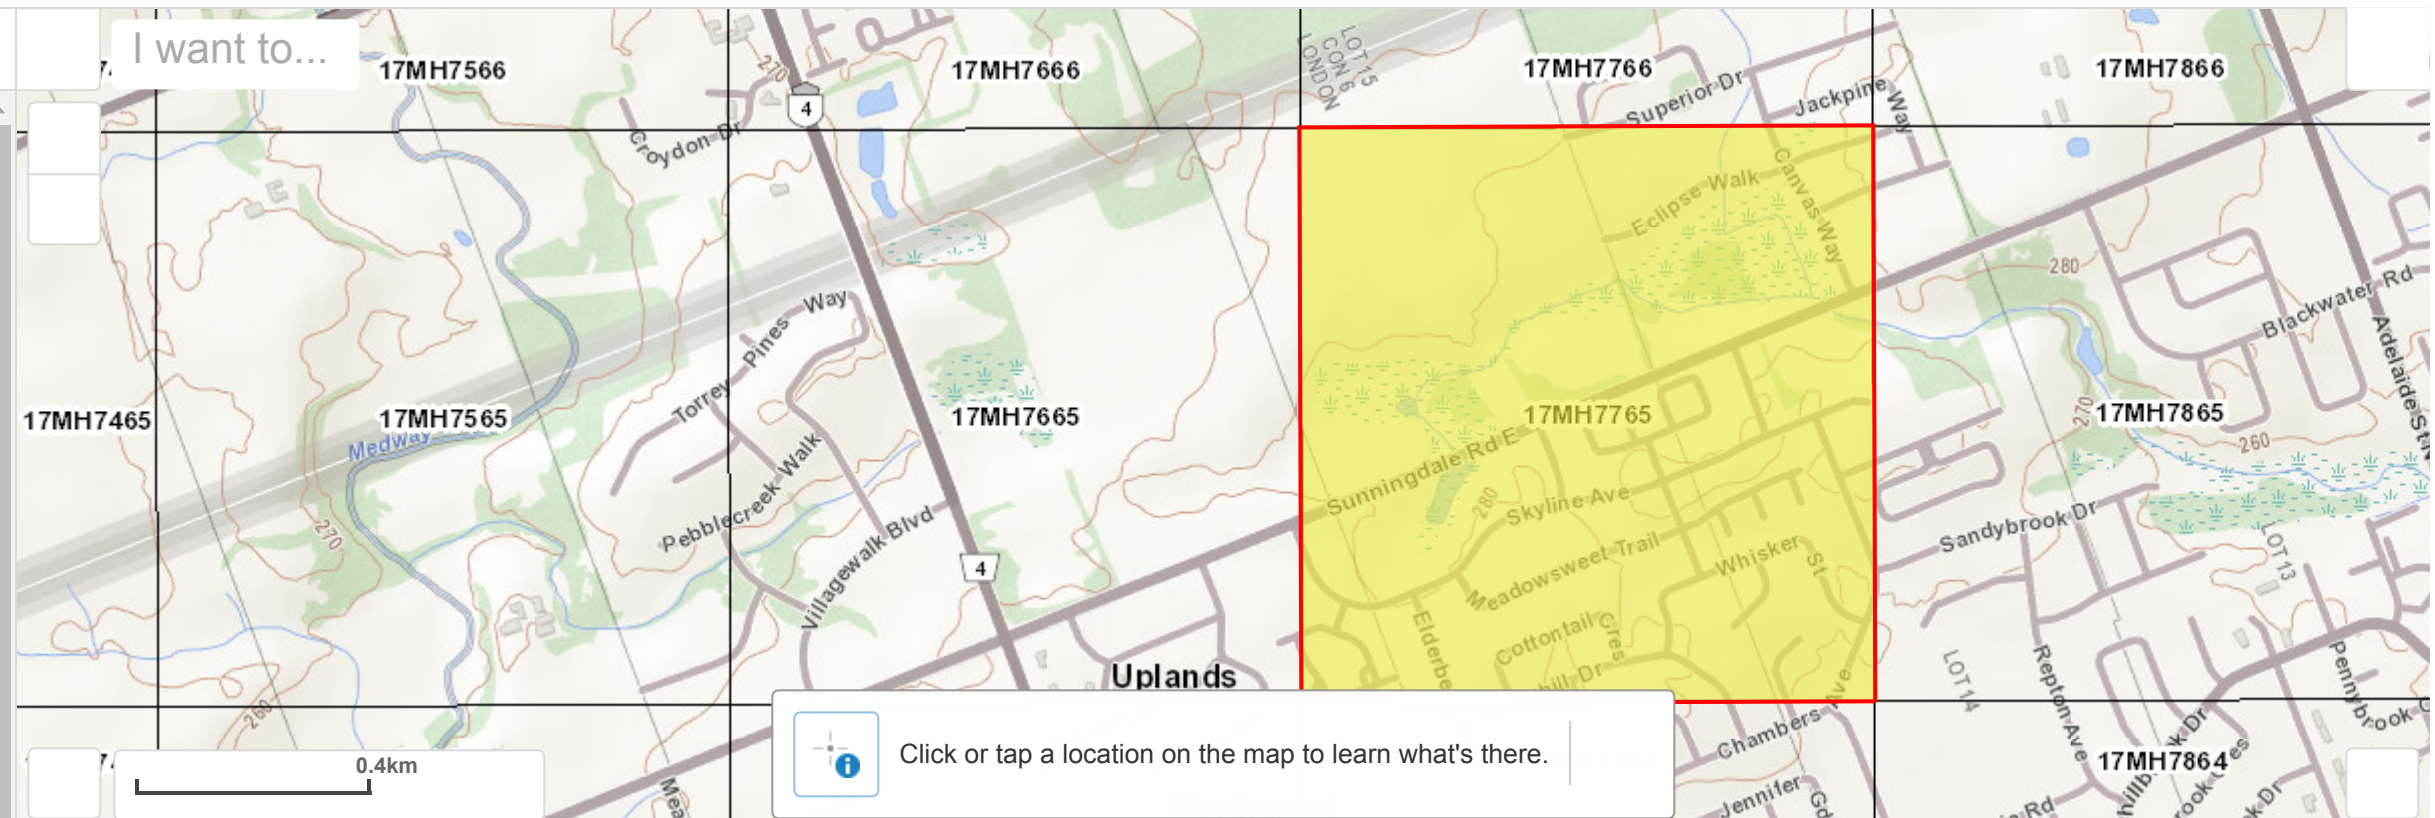 I want to...
17MH7566
17MH7666
17MH7766
17MH7866
270
4
LOT 15
CON 6
LONDON
Superior Dr
Jackpine Way
Croydon Dr
Eclipse Walk
Canvas Way
280
Blackwater Rd
Adelaide St N
Torrey Pines Way
17MH7465
17MH7565
17MH7665
17MH7765
17MH7865
270
260
Medway
Sunningdale Rd E
280
Skyline Ave
Pebblecreek Walk
Villagewalk Blvd
270
4
Meadowsweet Trail
Whisker St
Sandybrook Dr
LOT 13
Cottontail Cres
hill Dr
Uplands
LOT 14
Repton Ave
260
Chambers Ave
17MH7864
0.4km
Click or tap a location on the map to learn what's there.
Jennifer